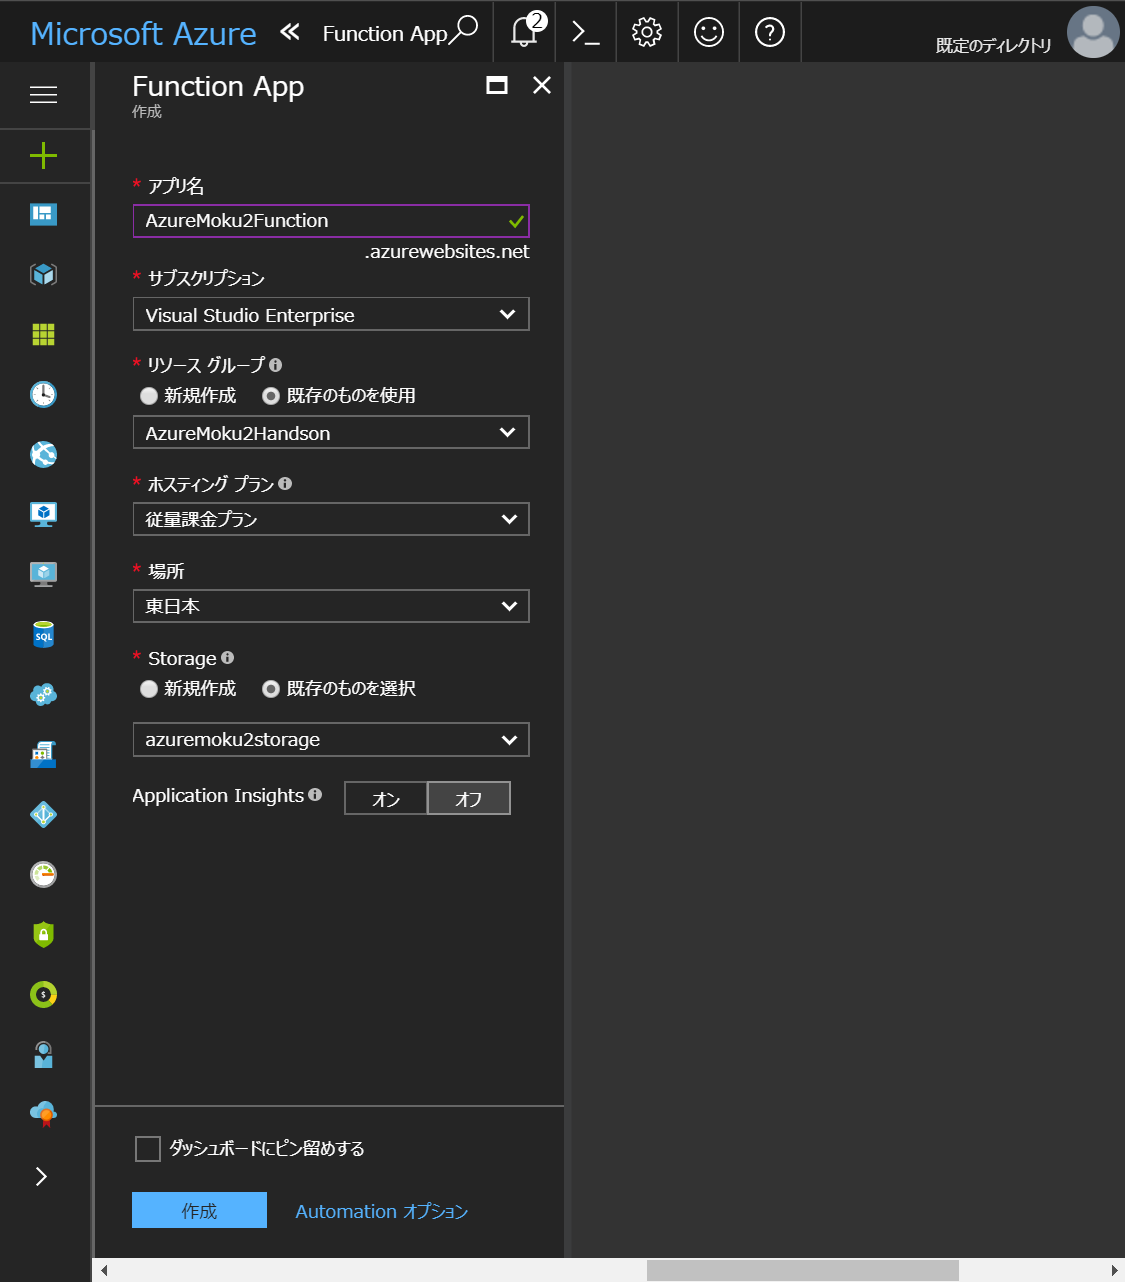 Microsoft Azure « Function App 2 既定のディレクトリ
Function App
作成
* アプリ名
AzureMoku2Function
.azurewebsites.net
* サブスクリプション
Visual Studio Enterprise
* リソース グループ
新規作成 既存のものを使用
AzureMoku2Handson
* ホスティング プラン
従量課金プラン
* 場所
東日本
* Storage
新規作成 既存のものを選択
azuremoku2storage
Application Insights オン オフ
ダッシュボードにピン留めする
作成 Automation オプション
SQL